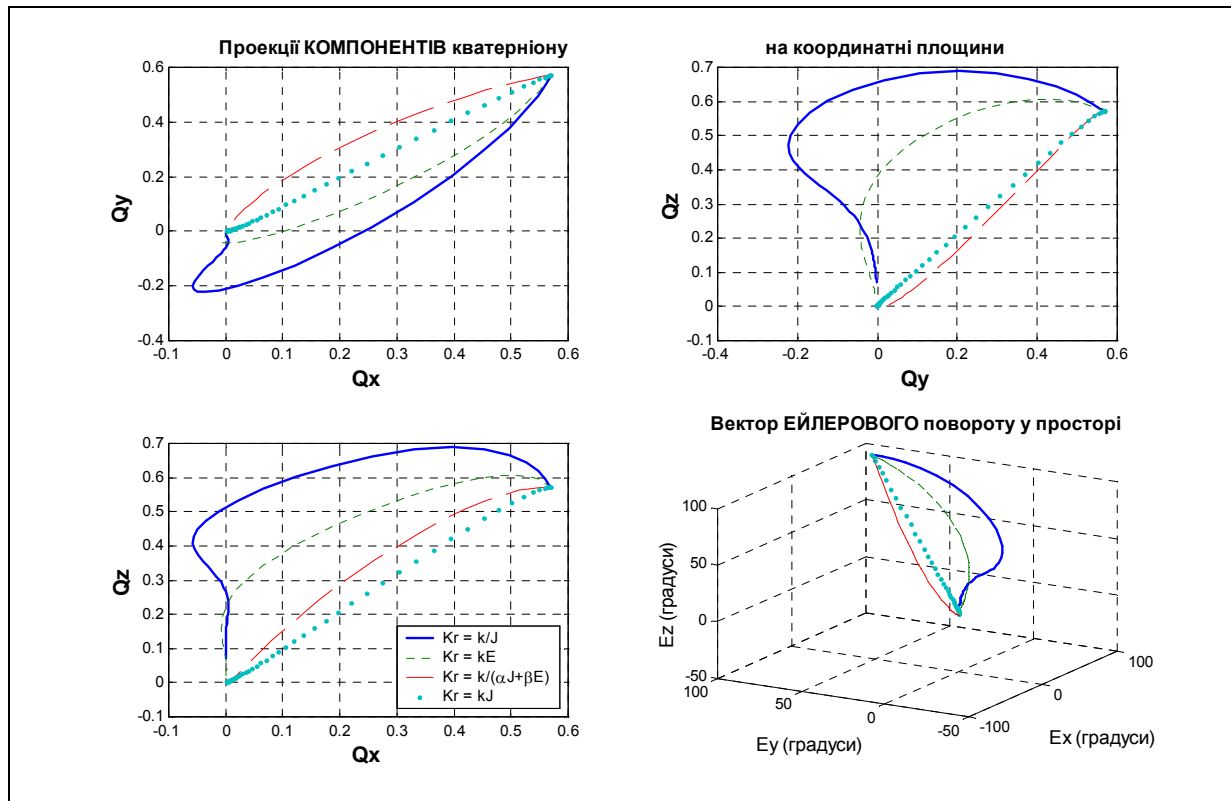 Проекції КОМПОНЕНТІВ кватерніону
на координатні площини
0.6
0.4
0.2
0
-0.2
-0.4
Qy
-0.1 0 0.1 0.2 0.3 0.4 0.5 0.6
Qx
0.7
0.6
0.5
0.4
0.3
0.2
0.1
0
0.1
Qz
-0.4 -0.2 0 0.2 0.4 0.6
Qy
0.7
0.6
0.5
0.4
0.3
0.2
0.1
0
-0.1
Qz
-0.1 0 0.1 0.2 0.3 0.4 0.5 0.6
Qx
Kr = k/J
Kr = kE
Kr = k/(αJ+βE)
Kr = kJ
Вектор ЕЙЛЕРОВОГО повороту у просторі
100
50
0
-50
Ez (градуси)
100
50
0
-50
Ey (градуси)
-100
0
100
Ex (градуси)